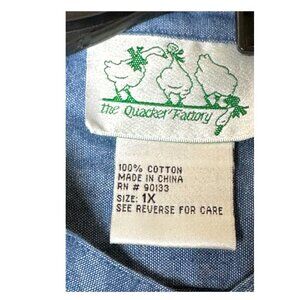 the Quacker Factory
100% COTTON
MADE IN CHINA
RN # 90133
SIZE: 1X
SEE REVERSE FOR CARE